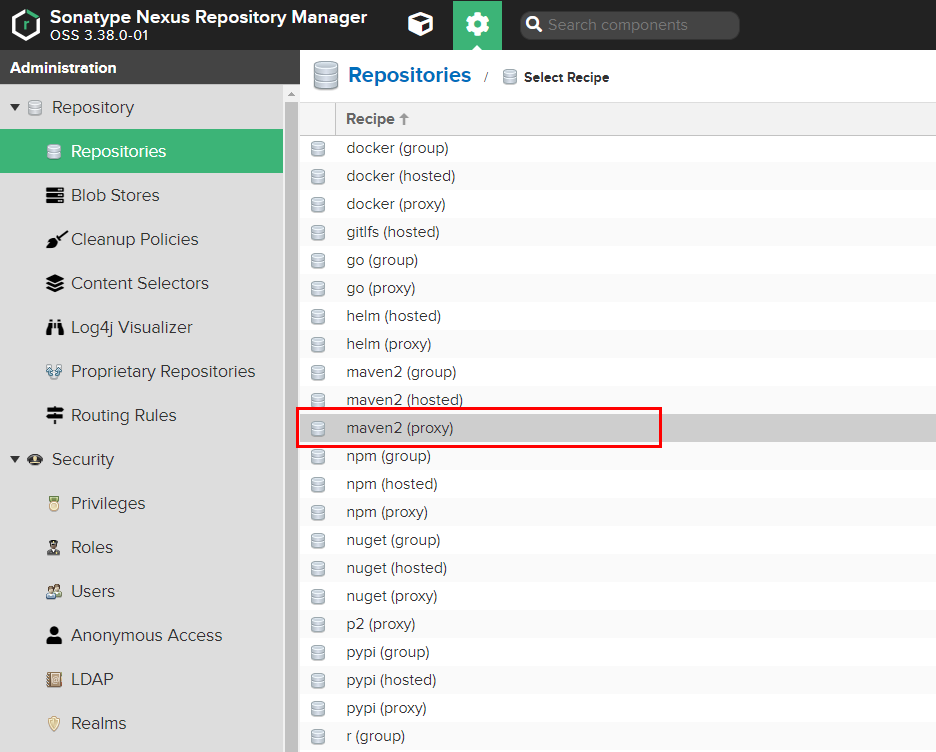 Sonatype Nexus Repository Manager
OSS 3.38.0-01
Search components
Administration
Repository
Repositories
Blob Stores
Cleanup Policies
Content Selectors
Log4j Visualizer
Proprietary Repositories
Routing Rules
Security
Privileges
Roles
Users
Anonymous Access
LDAP
Realms
Repositories / Select Recipe
Recipe
docker (group)
docker (hosted)
docker (proxy)
gitlfs (hosted)
go (group)
go (proxy)
helm (hosted)
helm (proxy)
maven2 (group)
maven2 (hosted)
maven2 (proxy)
npm (group)
npm (hosted)
npm (proxy)
nuget (group)
nuget (hosted)
nuget (proxy)
p2 (proxy)
pypi (group)
pypi (hosted)
pypi (proxy)
r (group)